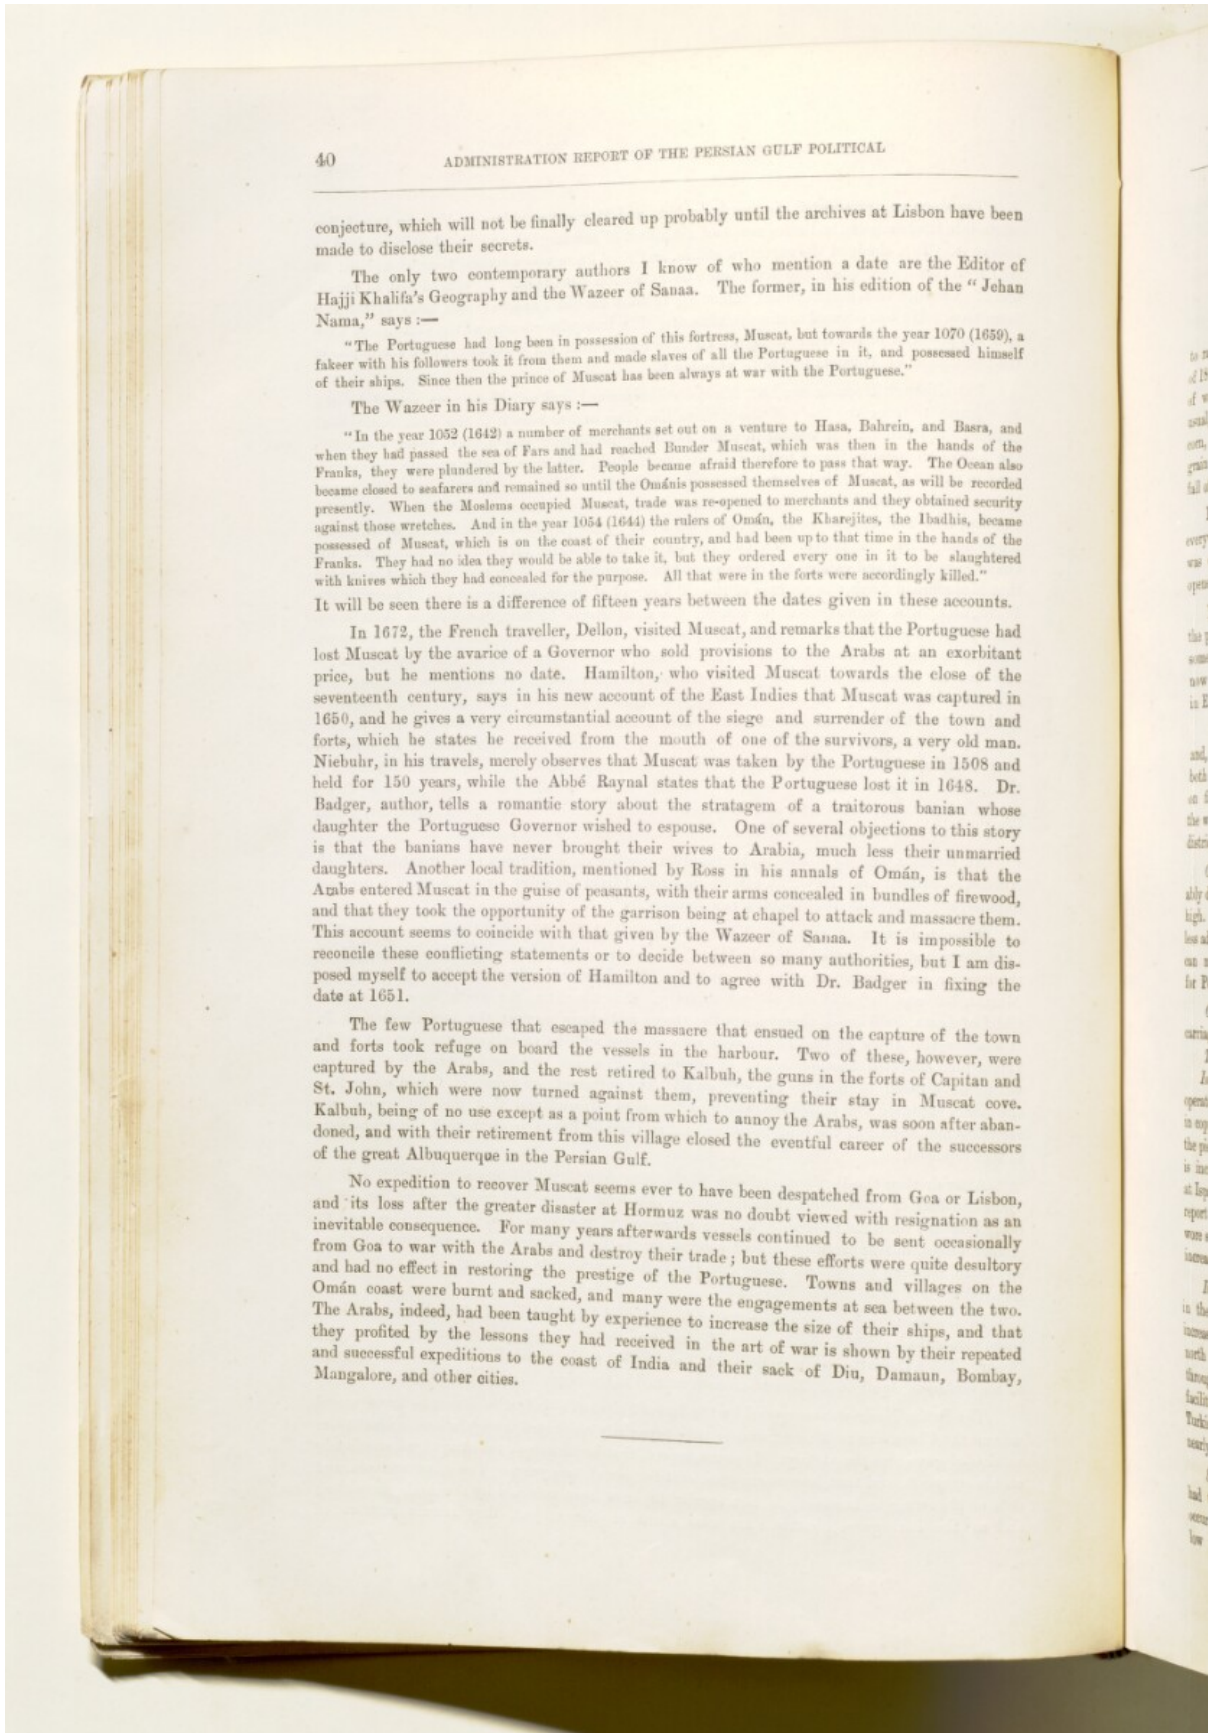 40 ADMINISTRATION REPORT OF THE PERSIAN GULF POLITICAL
conjecture, which will not be finally cleared up probably until the archives at Lisbon have been
made to disclose their secrets.
The only two contemporary authors I know of who mention a date are the Editor of
Hajji Khalifa's Geography and the Wazeer of Sanaa. The former, in his edition of the "Jehan
Nama," says :—
"The Portuguese had long been in possession of this fortress, Muscat, but towards the year 1070 (1659), a
fakeer with his followers took it from them and made slaves of all the Portuguese in it, and possessed himself
of their ships. Since then the prince of Muscat has been always at war with the Portuguese."
The Wazeer in his Diary says :—
"In the year 1052 (1642) a number of merchants set out on a venture to Hasa, Bahrein, and Basra, and
when they had passed the sea of Fars and had reached Bunder Muscat, which was then in the hands of the
Franks, they were plundered by the latter. People became afraid therefore to pass that way. The Ocean also
became closed to seafarers and remained so until the Ománis possessed themselves of Muscat, as will be recorded
presently. When the Moslems occupied Muscat, trade was re-opened to merchants and they obtained security
against those wretches. And in the year 1054 (1644) the rulers of Omán, the Kharejites, the Ibadhis, became
possessed of Muscat, which is on the coast of their country, and had been up to that time in the hands of the
Franks. They had no idea they would be able to take it, but they ordered every one in it to be slaughtered
with knives which they had concealed for the purpose. All that were in the forts were accordingly killed."
It will be seen there is a difference of fifteen years between the dates given in these accounts.
In 1672, the French traveller, Dellon, visited Muscat, and remarks that the Portuguese had
lost Muscat by the avarice of a Governor who sold provisions to the Arabs at an exorbitant
price, but he mentions no date. Hamilton, who visited Muscat towards the close of the
seventeenth century, says in his new account of the East Indies that Muscat was captured in
1650, and he gives a very circumstantial account of the siege and surrender of the town and
forts, which he states he received from the mouth of one of the survivors, a very old man.
Niebuhr, in his travels, merely observes that Muscat was taken by the Portuguese in 1508 and
held for 150 years, while the Abbé Raynal states that the Portuguese lost it in 1648. Dr.
Badger, author, tells a romantic story about the stratagem of a traitorous banian whose
daughter the Portuguese Governor wished to espouse. One of several objections to this story
is that the banians have never brought their wives to Arabia, much less their unmarried
daughters. Another local tradition, mentioned by Ross in his annals of Omán, is that the
Arabs entered Muscat in the guise of peasants, with their arms concealed in bundles of firewood,
and that they took the opportunity of the garrison being at chapel to attack and massacre them.
This account seems to coincide with that given by the Wazeer of Sanaa. It is impossible to
reconcile these conflicting statements or to decide between so many authorities, but I am dis-
posed myself to accept the version of Hamilton and to agree with Dr. Badger in fixing the
date at 1651.
The few Portuguese that escaped the massacre that ensued on the capture of the town
and forts took refuge on board the vessels in the harbour. Two of these, however, were
captured by the Arabs, and the rest retired to Kalbuh, the guns in the forts of Capitan and
St. John, which were now turned against them, preventing their stay in Muscat cove.
Kalbuh, being of no use except as a point from which to annoy the Arabs, was soon after aban-
doned, and with their retirement from this village closed the eventful career of the successors
of the great Albuquerque in the Persian Gulf.
No expedition to recover Muscat seems ever to have been despatched from Goa or Lisbon,
and its loss after the greater disaster at Hormuz was no doubt viewed with resignation as an
inevitable consequence. For many years afterwards vessels continued to be sent occasionally
from Goa to war with the Arabs and destroy their trade; but these efforts were quite desultory
and had no effect in restoring the prestige of the Portuguese. Towns and villages on the
Omán coast were burnt and sacked, and many were the engagements at sea between the two.
The Arabs, indeed, had been taught by experience to increase the size of their ships, and that
they profited by the lessons they had received in the art of war is shown by their repeated
and successful expeditions to the coast of India and their sack of Diu, Damaun, Bombay,
Mangalore, and other cities.